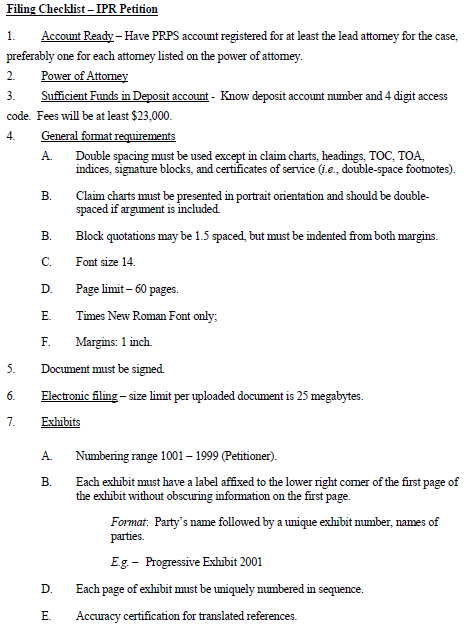 Filing Checklist – IPR Petition
1. Account Ready – Have PRPS account registered for at least the lead attorney for the case,
preferably one for each attorney listed on the power of attorney.
2. Power of Attorney
3. Sufficient Funds in Deposit account - Know deposit account number and 4 digit access
code. Fees will be at least $23,000.
4. General format requirements
A. Double spacing must be used except in claim charts, headings, TOC, TOA,
indices, signature blocks, and certificates of service (i.e., double-space footnotes).
B. Claim charts must be presented in portrait orientation and should be double-
spaced if argument is included.
B. Block quotations may be 1.5 spaced, but must be indented from both margins.
C. Font size 14.
D. Page limit – 60 pages.
E. Times New Roman Font only;
F. Margins: 1 inch.
5. Document must be signed.
6. Electronic filing – size limit per uploaded document is 25 megabytes.
7. Exhibits
A. Numbering range 1001 – 1999 (Petitioner).
B. Each exhibit must have a label affixed to the lower right corner of the first page of
the exhibit without obscuring information on the first page.
Format: Party's name followed by a unique exhibit number, names of
parties.
E.g. – Progressive Exhibit 2001
D. Each page of exhibit must be uniquely numbered in sequence.
E. Accuracy certification for translated references.